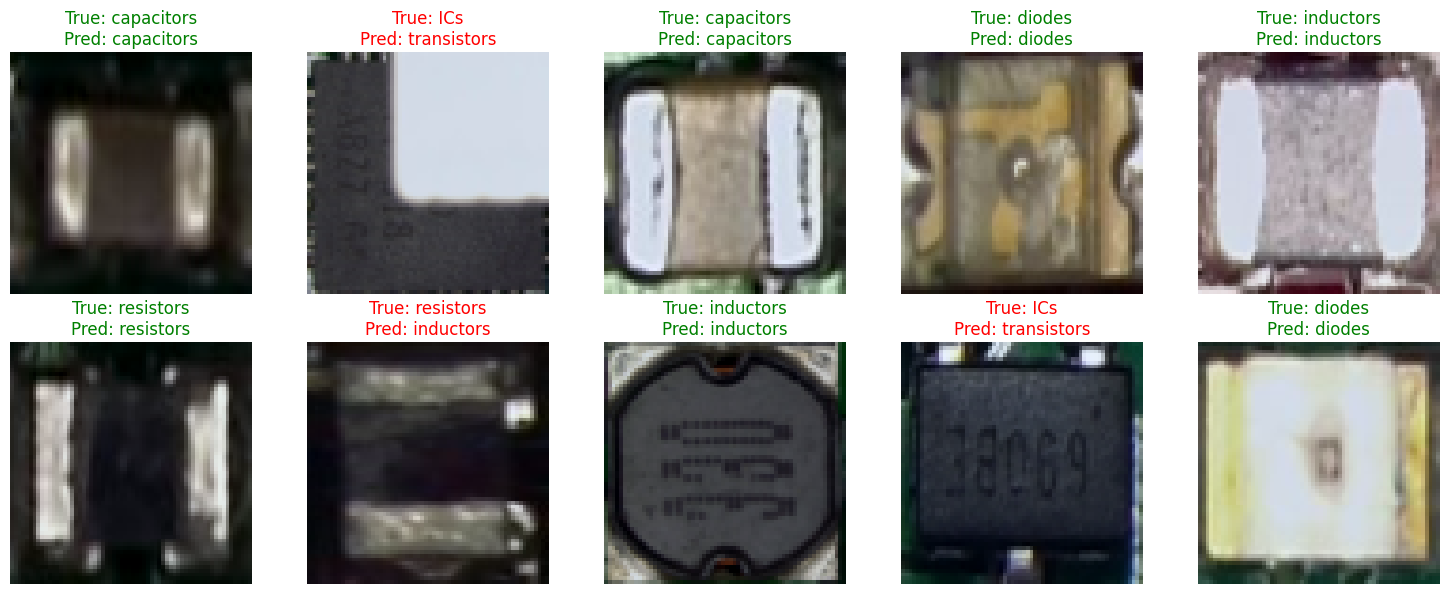 True: capacitors
Pred: capacitors
True: ICs
Pred: transistors
True: capacitors
Pred: capacitors
True: diodes
Pred: diodes
True: inductors
Pred: inductors
True: resistors
Pred: resistors
True: resistors
Pred: inductors
True: inductors
Pred: inductors
True: ICs
Pred: transistors
38069
True: diodes
Pred: diodes